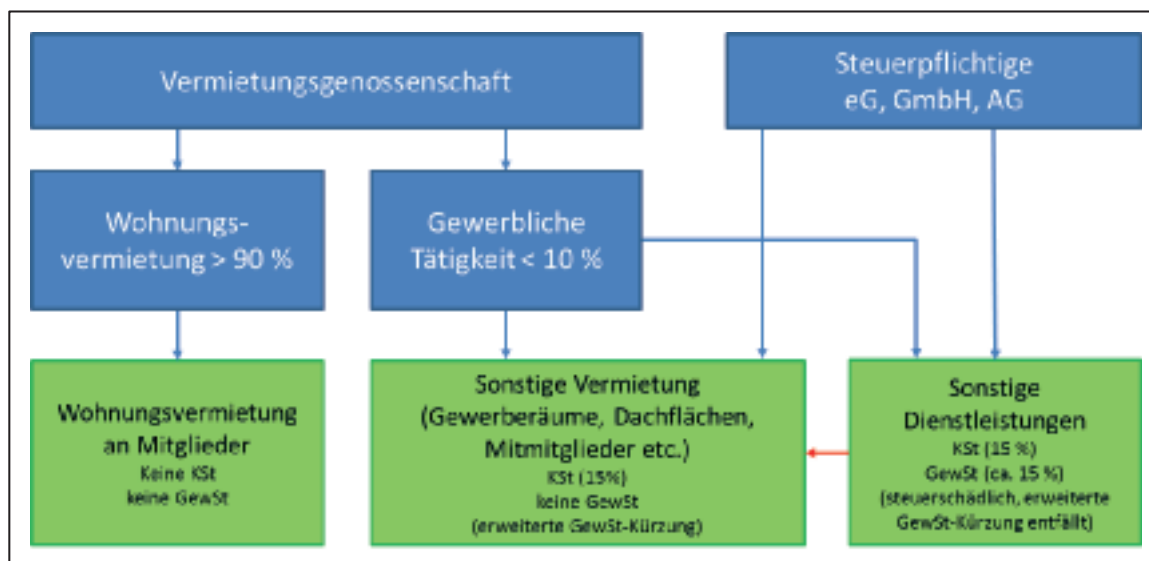 Vermietungsgenossenschaft
Steuerpflichtige
eG, GmbH, AG
Wohnungs-
vermietung > 90 %
Gewerbliche
Tätigkeit < 10 %
Wohnungsvermietung
an Mitglieder
Keine KSt
keine GewSt
Sonstige Vermietung
(Gewerberäume, Dachflächen,
Mitmitglieder etc.)
KSt (15%)
keine GewSt
(erweiterte GewSt-Kürzung)
Sonstige
Dienstleistungen
KSt (15 %)
GewSt (ca. 15 %)
(steuerschädlich, erweiterte
GewSt-Kürzung entfällt)